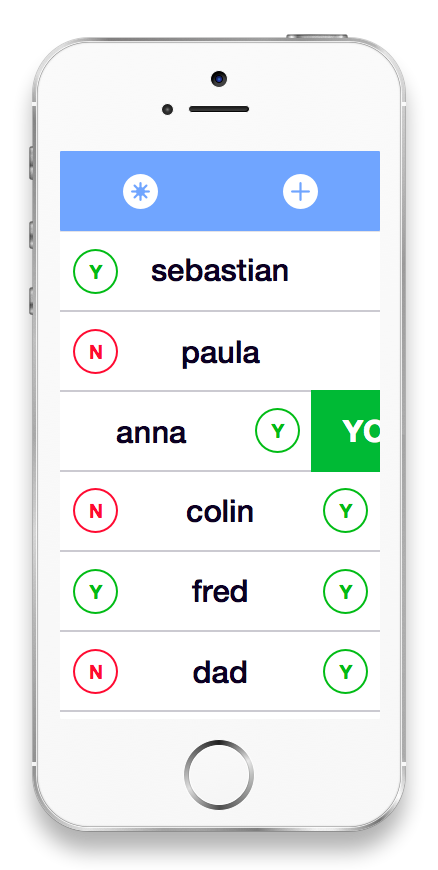 Y sebastian
N paula
anna Y YO
N colin Y
Y fred Y
N dad Y